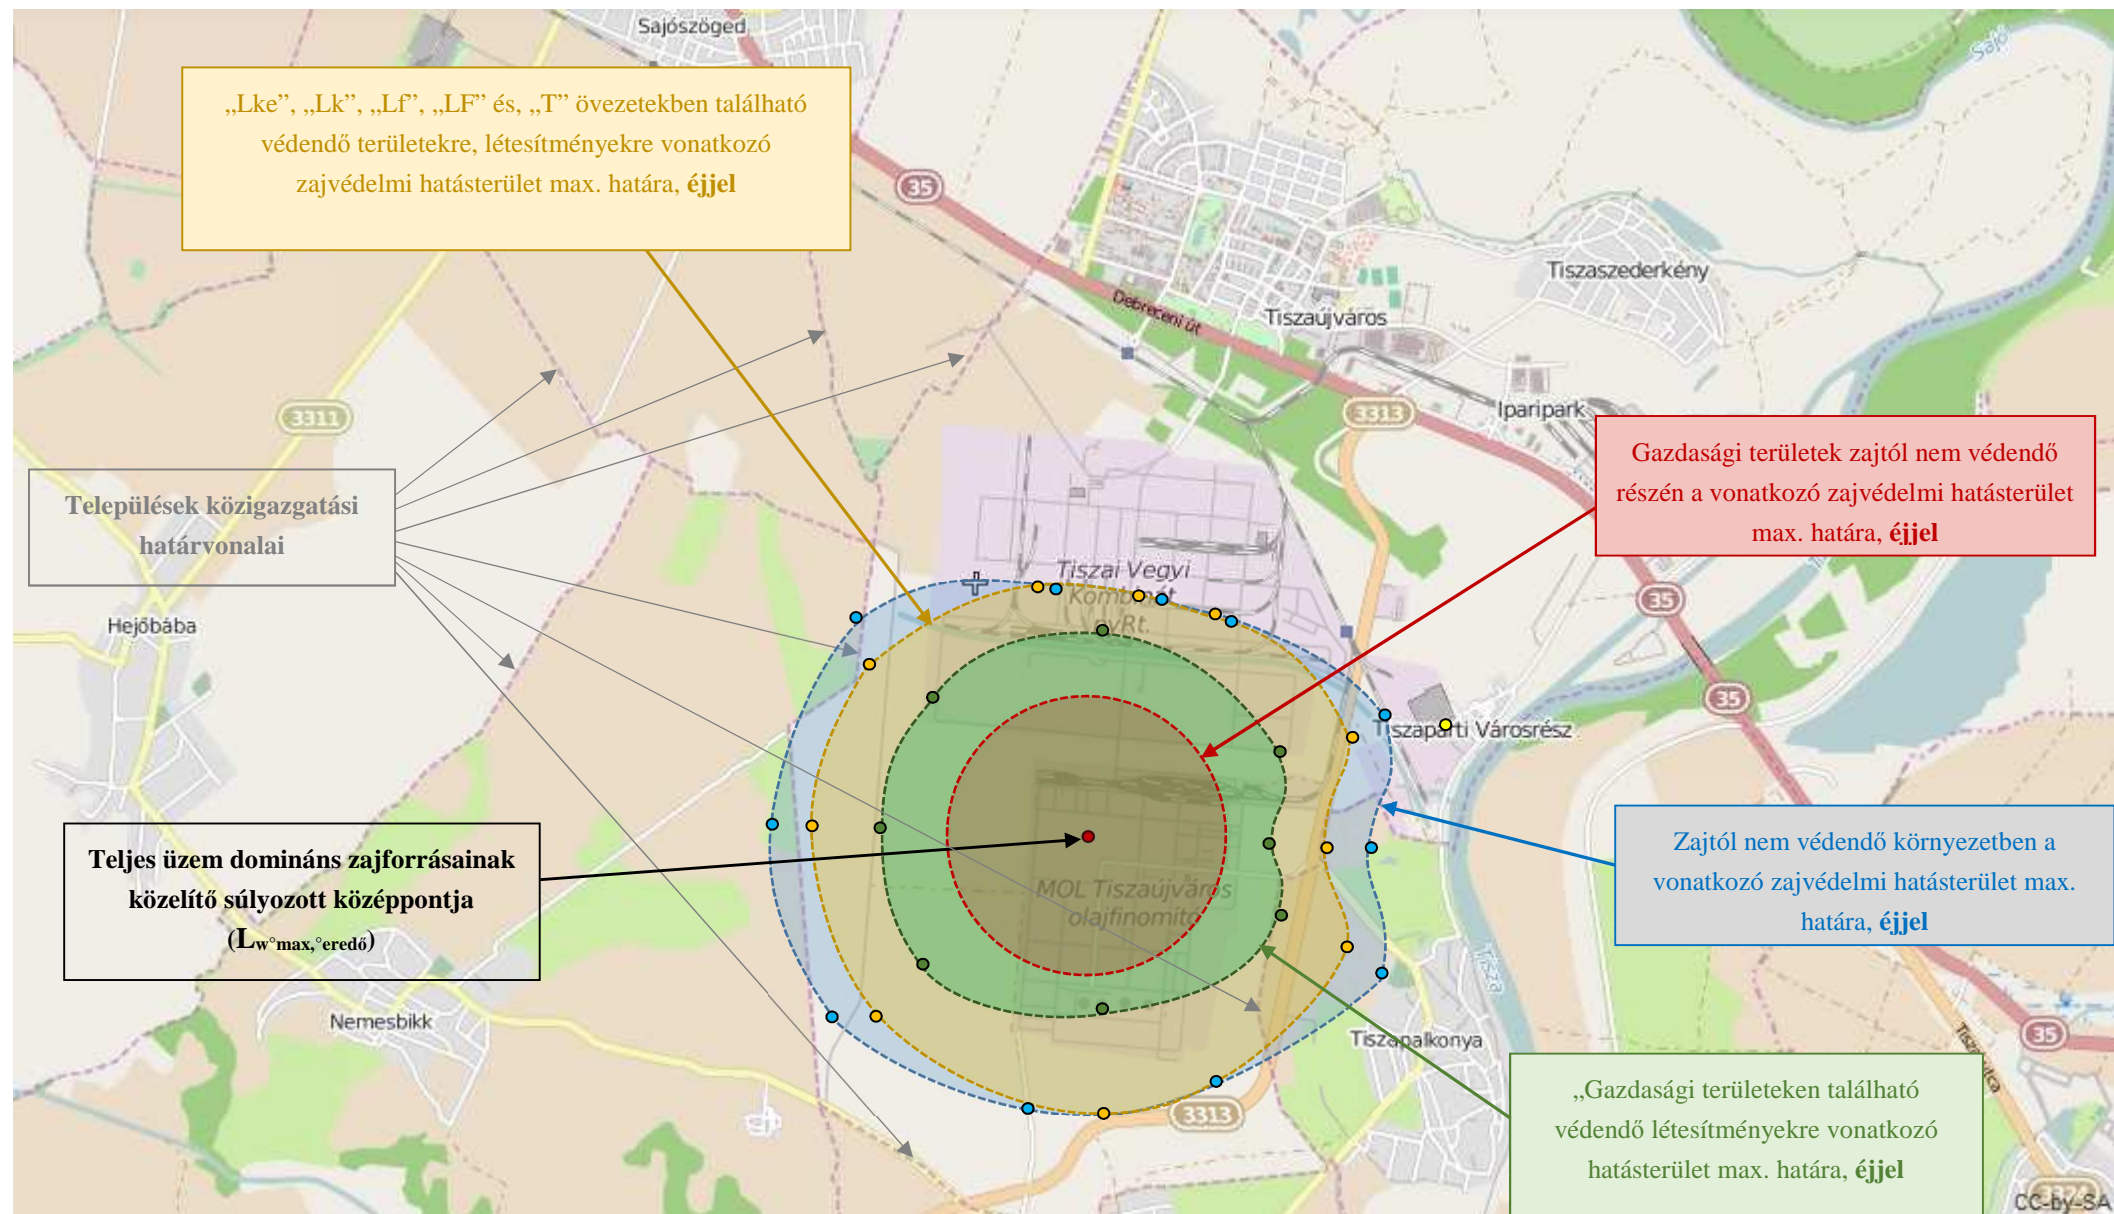 Sajószöged
Sajó
„Lke”, „Lk”, „Lf”, „LF” és, „T” övezetekben található
védendő területekre, létesítményekre vonatkozó
zajvédelmi hatásterület max. határa, éjjel
35
Tiszaszederkény
Debreceni út
Tiszaújváros
3311
3313
Iparipark
Gazdasági területek zajtól nem védendő
részén a vonatkozó zajvédelmi hatásterület
max. határa, éjjel
Települések közigazgatási
határvonalai
Tiszai Vegyi
Kombinát
yRt.
35
Hejőbába
35
Tiszaparti Városrész
Teljes üzem domináns zajforrásainak
közelítő súlyozott középpontja
(Lw°max,°eredő)
Zajtól nem védendő környezetben a
vonatkozó zajvédelmi hatásterület max.
határa, éjjel
MOL Tiszaújváros
olajfinomító
Tisza
Nemesbikk
Tiszapalkonya
35
3313
„Gazdasági területeken található
védendő létesítményekre vonatkozó
hatásterület max. határa, éjjel
CC-by-SA